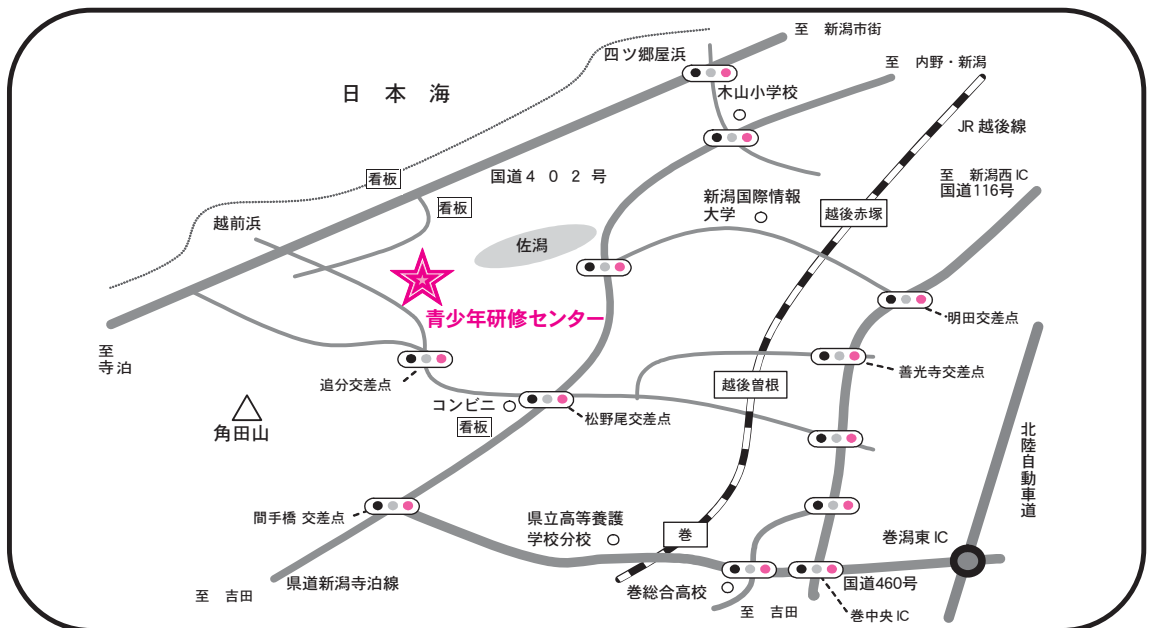 至　新潟市街
四ツ郷屋浜
至　内野・新潟
日　本　海
木山小学校
JR 越後線
国道４０２号
看板
至　新潟西 IC
国道116号
看板
新潟国際情報
大学
越後赤塚
越前浜
佐潟
青少年研修センター
明田交差点
至
寺泊
善光寺交差点
追分交差点
越後曽根
コンビニ
松野尾交差点
看板
角田山
北陸自動車道
間手橋 交差点
県立高等養護
学校分校
巻
巻潟東 IC
県道新潟寺泊線
国道460号
至　吉田
巻総合高校
至　吉田
巻中央 IC